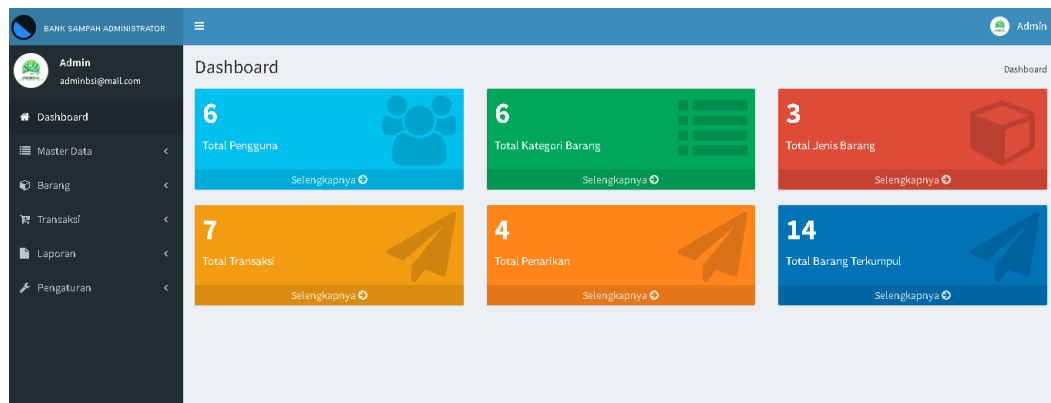 BANK SAMPAH ADMINISTRATOR
Admin
Admin
adminbsi@mail.com
Dashboard
Master Data
Barang
Transaksi
Laporan
Pengaturan
Dashboard
Dashboard
6
Total Pengguna
Selengkapnya
6
Total Kategori Barang
Selengkapnya
3
Total Jenis Barang
Selengkapnya
7
Total Transaksi
Selengkapnya
4
Total Penarikan
Selengkapnya
14
Total Barang Terkumpul
Selengkapnya